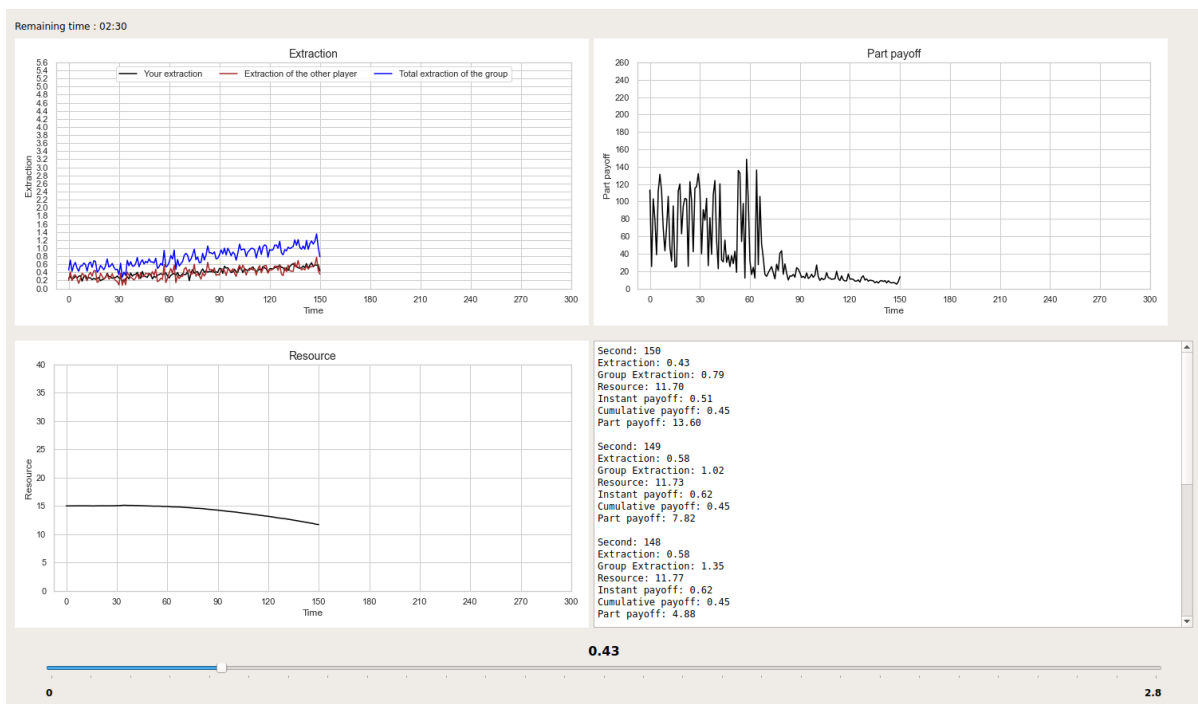 Remaining time : 02:30
Extraction
5.6
5.4
5.2
5.0
4.8
4.6
4.4
4.2
4.0
3.8
3.6
3.4
3.2
3.0
2.8
2.6
2.4
2.2
2.0
1.8
1.6
1.4
1.2
1.0
0.8
0.6
0.4
0.2
0.0
Your extraction Extraction of the other player Total extraction of the group
Extraction
0 30 60 90 120 150 180 210 240 270 300
Time
Part payoff
260
240
220
200
180
160
140
120
100
80
60
40
20
0
Part payoff
0 30 60 90 120 150 180 210 240 270 300
Time
Resource
40
35
30
25
20
15
10
5
0
Resource
0 30 60 90 120 150 180 210 240 270 300
Time
Second: 150
Extraction: 0.43
Group Extraction: 0.79
Resource: 11.70
Instant payoff: 0.51
Cumulative payoff: 0.45
Part payoff: 13.60
Second: 149
Extraction: 0.58
Group Extraction: 1.02
Resource: 11.73
Instant payoff: 0.62
Cumulative payoff: 0.45
Part payoff: 7.82
Second: 148
Extraction: 0.58
Group Extraction: 1.35
Resource: 11.77
Instant payoff: 0.62
Cumulative payoff: 0.45
Part payoff: 4.88
0.43
0 2.8